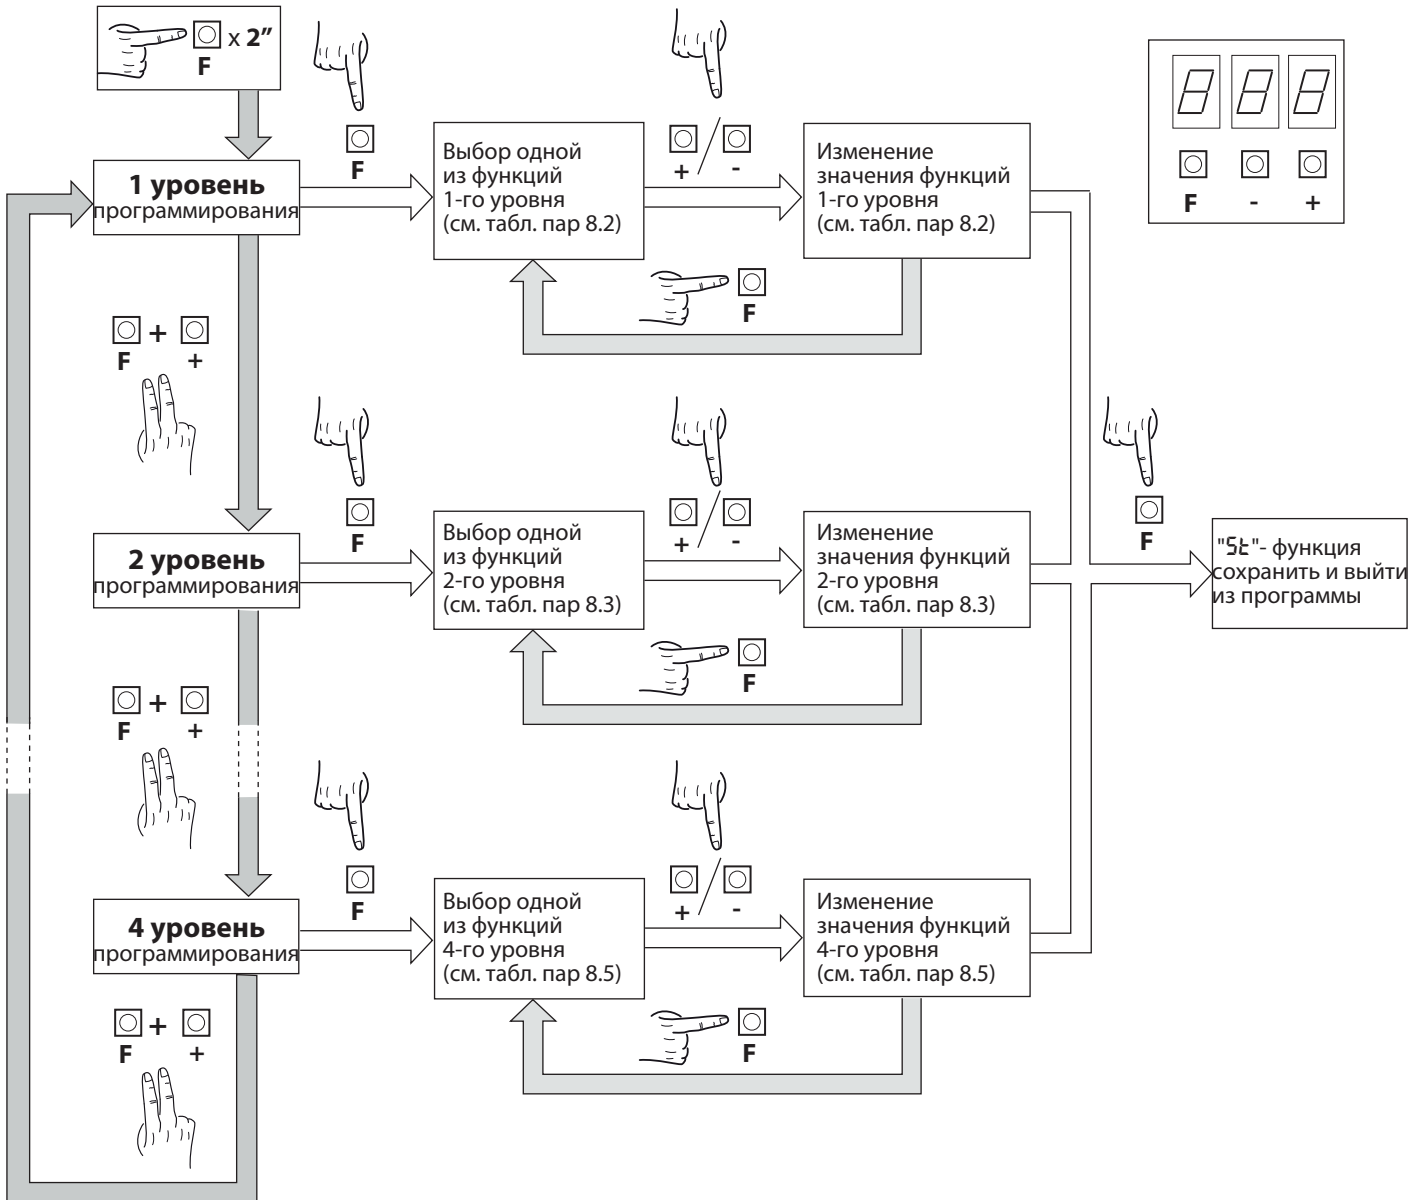 x 2”
F
F
+
-
F
-
+
1 уровень
программирования
Выбор одной
из функций
1-го уровня
(см. табл. пар 8.2)
Изменение
значения функций
1-го уровня
(см. табл. пар 8.2)
F
+
F
+
F
+
-
F
2 уровень
программирования
Выбор одной
из функций
2-го уровня
(см. табл. пар 8.3)
Изменение
значения функций
2-го уровня
(см. табл. пар 8.3)
F
F
"St"- функция
сохранить и выйти
из программы
+
F
+
F
+
-
4 уровень
программирования
Выбор одной
из функций
4-го уровня
(см. табл. пар 8.5)
Изменение
значения функций
4-го уровня
(см. табл. пар 8.5)
F
+
F
+